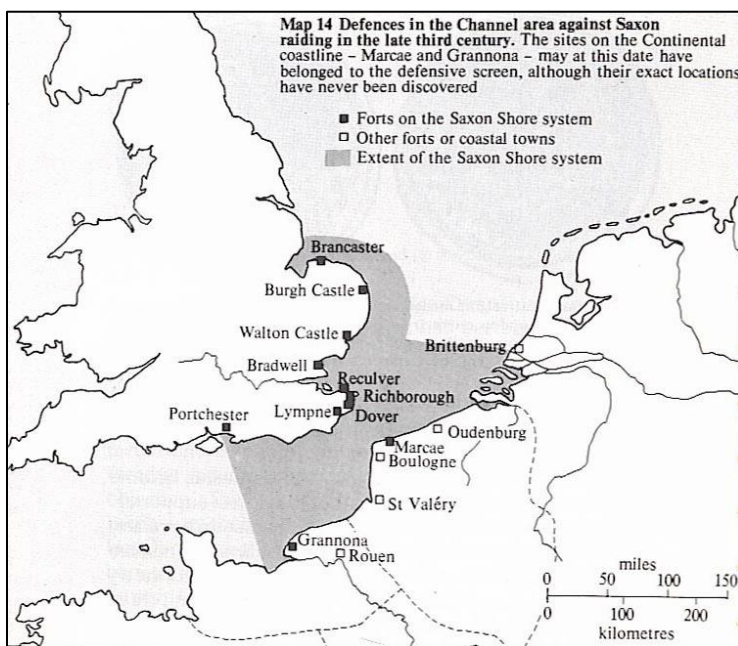 Map 14 Defences in the Channel area against Saxon
raiding in the late third century. The sites on the Continental
coastline – Marcae and Grannona – may at this date have
belonged to the defensive screen, although their exact locations
have never been discovered
Forts on the Saxon Shore system
Other forts or coastal towns
Extent of the Saxon Shore system
Brancaster
Burgh Castle
Walton Castle
Brittenburg
Bradwell
Reculver
Richborough
Portchester
Lympne
Dover
Oudenburg
Marcae
Boulogne
St Valéry
Grannona
Rouen
miles
0 50 100 150
0 100 200
kilometres